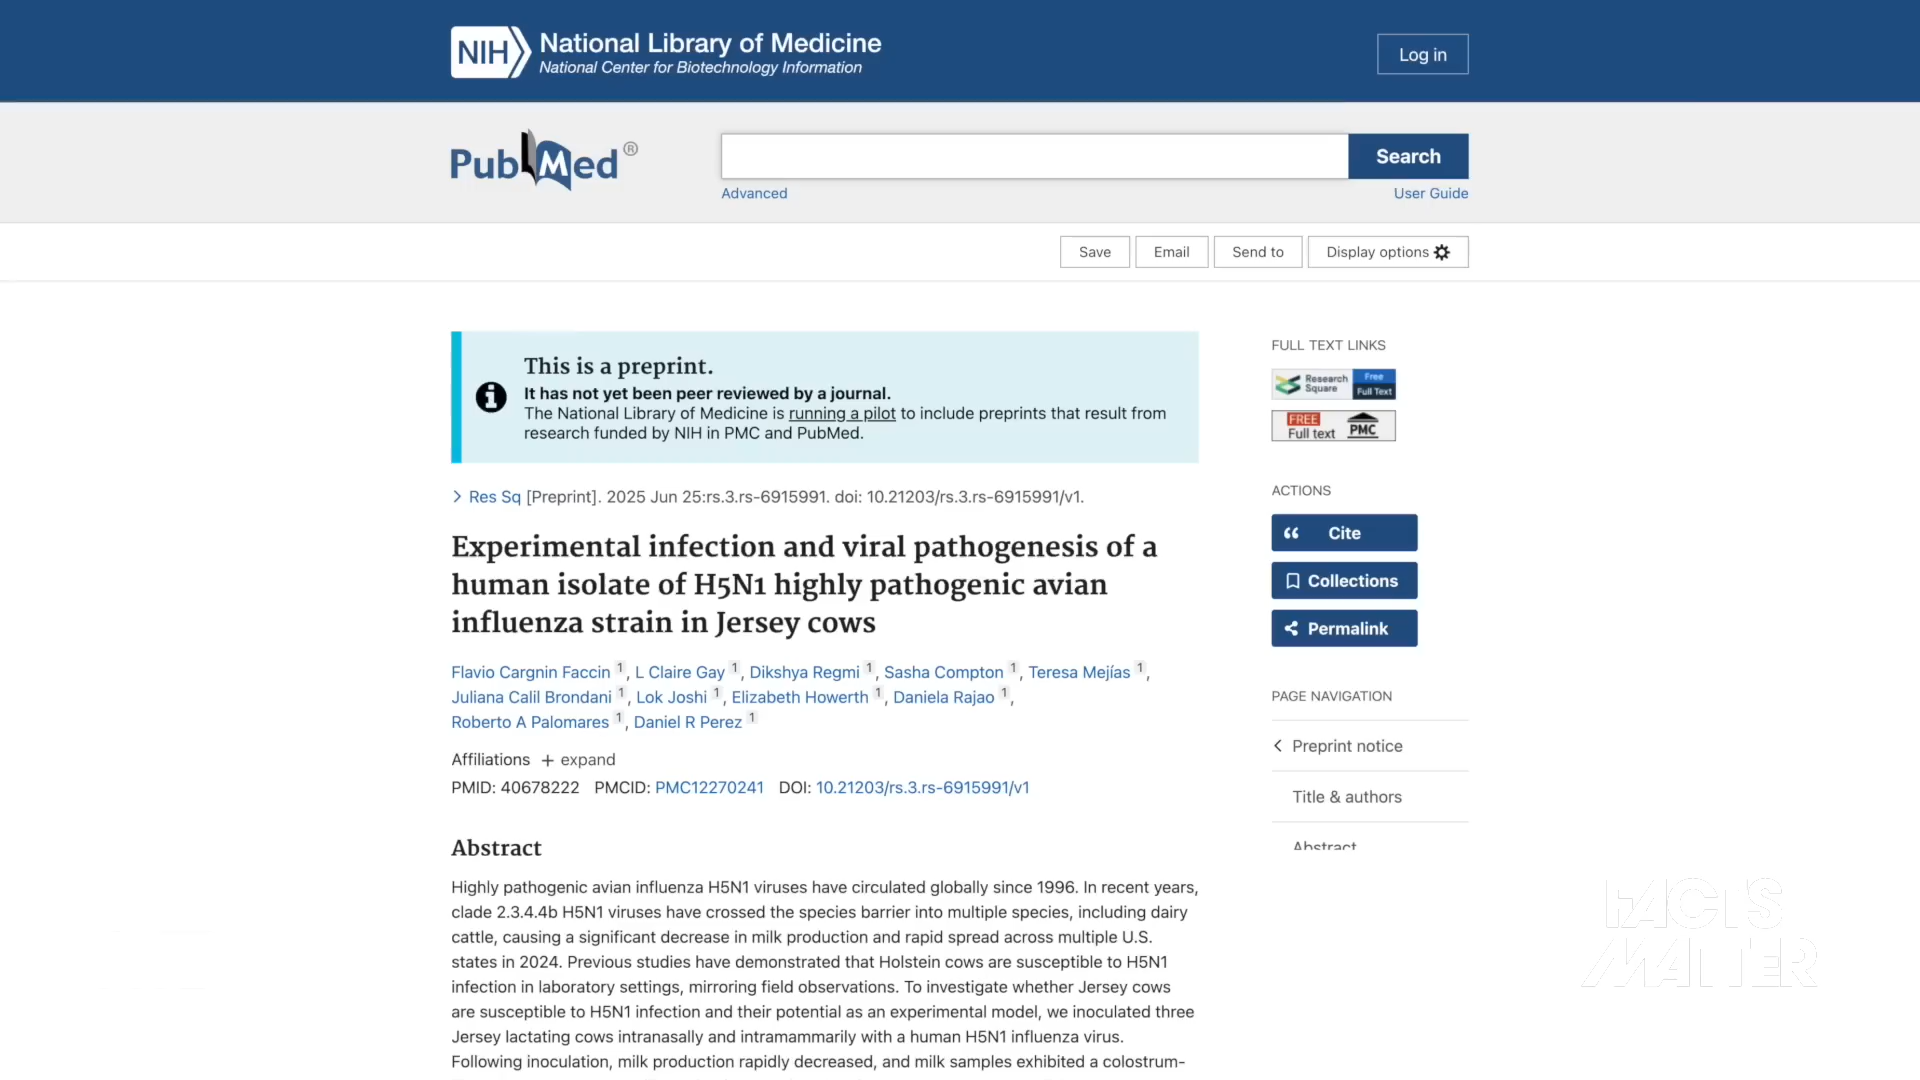 NIH National Library of Medicine
National Center for Biotechnology Information
Log in
PubMed®
Search
Advanced
User Guide
Save
Email
Send to
Display options
This is a preprint.
It has not yet been peer reviewed by a journal.
The National Library of Medicine is running a pilot to include preprints that result from
research funded by NIH in PMC and PubMed.
FULL TEXT LINKS
Research Square Free Full Text
FREE Full text PMC
> Res Sq [Preprint]. 2025 Jun 25:rs.3.rs-6915991. doi: 10.21203/rs.3.rs-6915991/v1.
Experimental infection and viral pathogenesis of a
human isolate of H5N1 highly pathogenic avian
influenza strain in Jersey cows
ACTIONS
Cite
Collections
Permalink
Flavio Cargnin Faccin 1, L Claire Gay 1, Dikshya Regmi 1, Sasha Compton 1, Teresa Mejías 1,
Juliana Calil Brondani 1, Lok Joshi 1, Elizabeth Howerth 1, Daniela Rajao 1,
Roberto A Palomares 1, Daniel R Perez 1
Affiliations + expand
PMID: 40678222 PMCID: PMC12270241 DOI: 10.21203/rs.3.rs-6915991/v1
PAGE NAVIGATION
< Preprint notice
Title & authors
Abstract
Abstract
Highly pathogenic avian influenza H5N1 viruses have circulated globally since 1996. In recent years,
clade 2.3.4.4b H5N1 viruses have crossed the species barrier into multiple species, including dairy
cattle, causing a significant decrease in milk production and rapid spread across multiple U.S.
states in 2024. Previous studies have demonstrated that Holstein cows are susceptible to H5N1
infection in laboratory settings, mirroring field observations. To investigate whether Jersey cows
are susceptible to H5N1 infection and their potential as an experimental model, we inoculated three
Jersey lactating cows intranasally and intramammarily with a human H5N1 influenza virus.
Following inoculation, milk production rapidly decreased, and milk samples exhibited a colostrum-
FACTS
MATTER